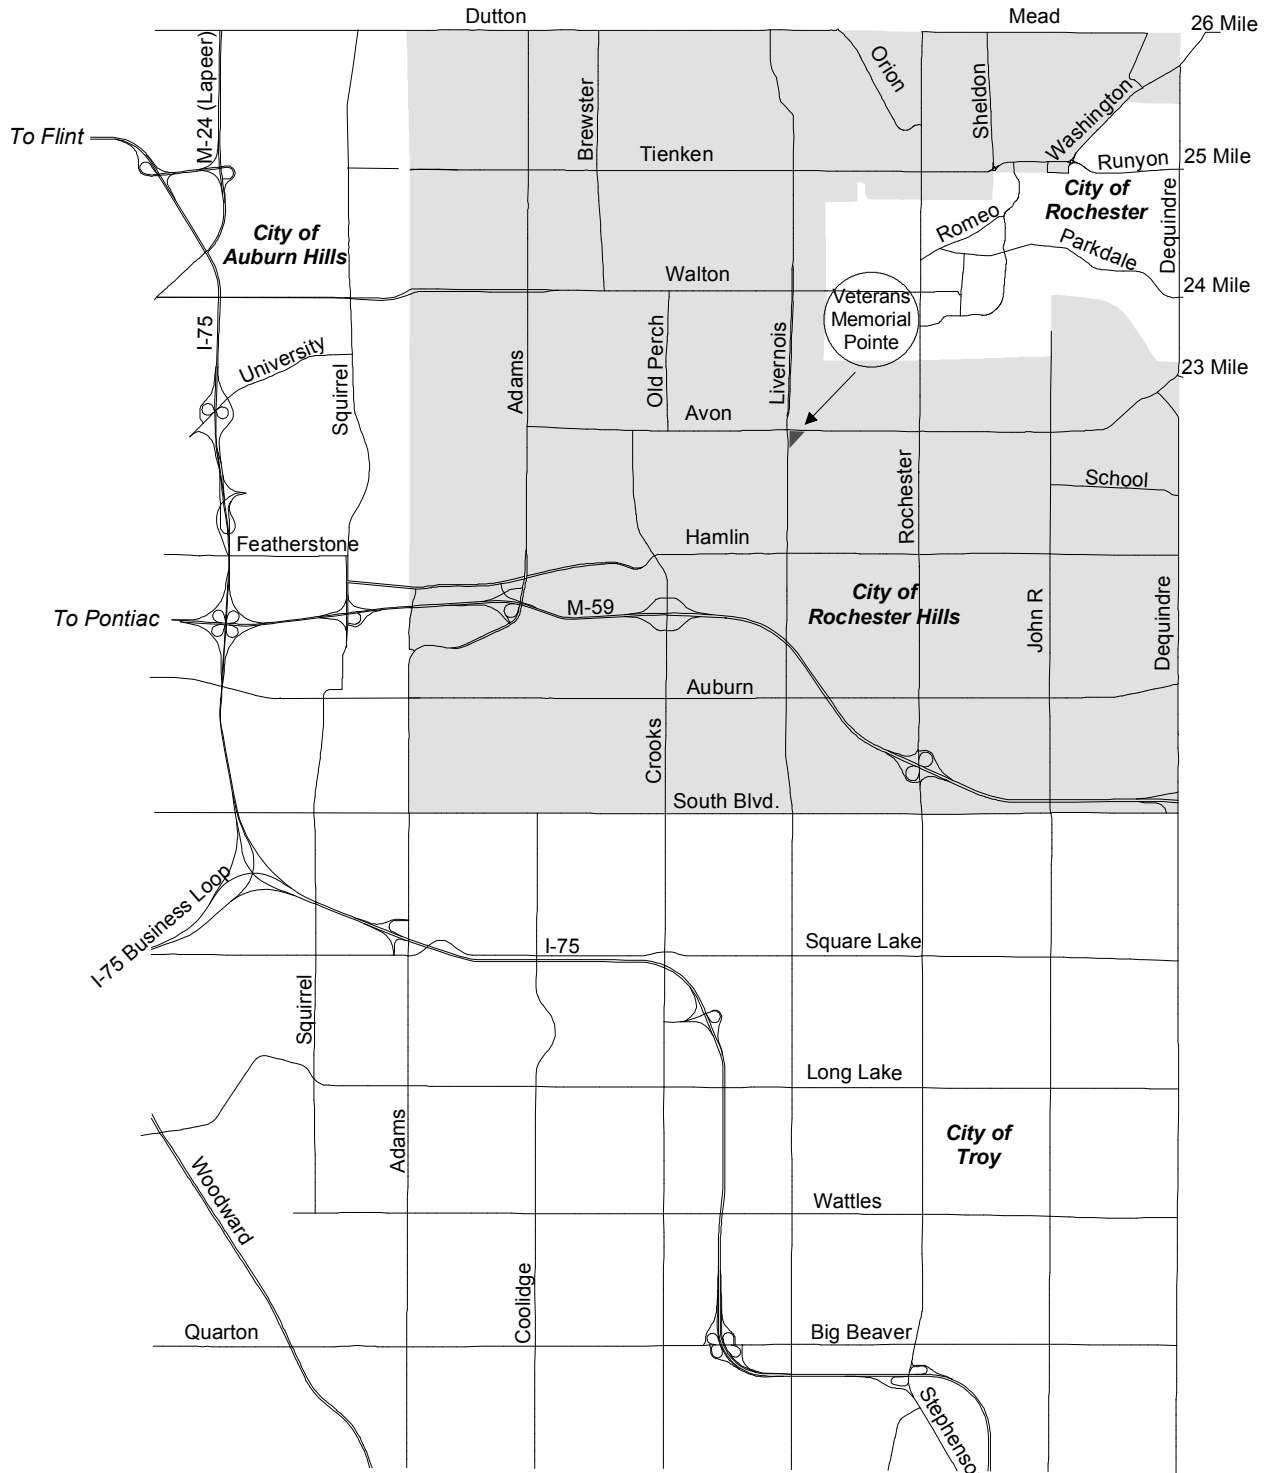 Dutton
Mead
26 Mile
M-24 (Lapeer)
Orion
Brewster
Sheldon
Washington
To Flint
Tienken
Runyon
25 Mile
City of
Rochester
City of
Auburn Hills
Romeo
Parkdale
Dequindre
Walton
24 Mile
Veterans
Memorial
Pointe
I-75
University
Squirrel
Adams
Old Perch
Livernois
23 Mile
Avon
Rochester
School
Featherstone
Hamlin
To Pontiac
M-59
City of
Rochester Hills
John R
Dequindre
Auburn
Crooks
South Blvd.
I-75 Business Loop
I-75
Square Lake
Squirrel
Long Lake
Adams
City of
Troy
Woodward
Wattles
Coolidge
Quarton
Big Beaver
Stephenso